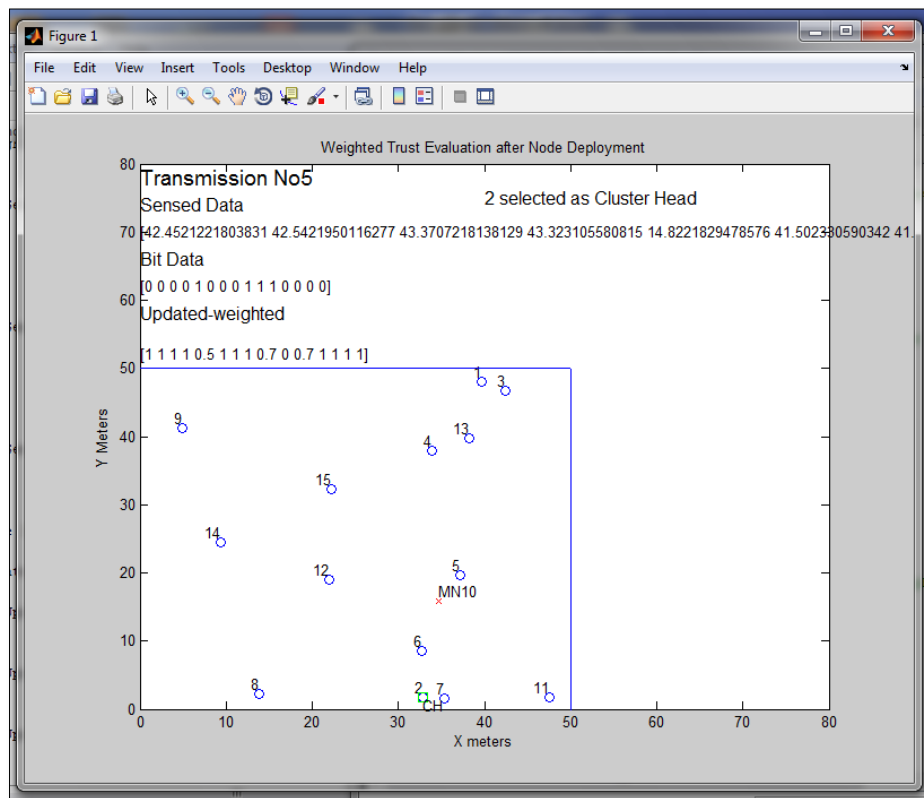 Figure 1
File Edit View Insert Tools Desktop Window Help
Weighted Trust Evaluation after Node Deployment
80
Transmission No5
2 selected as Cluster Head
Sensed Data
70
[42.4521221803831 42.5421950116277 43.3707218138129 43.323105580815 14.8221829478576 41.502330590342 41.
Bit Data
[0 0 0 0 1 0 0 0 1 1 1 0 0 0 0]
60
Updated-weighted
[1 1 1 1 0.5 1 1 1 0.7 0 0.7 1 1 1 1]
50
1
3
9
13
4
40
Y Meters
15
30
14
12
5
20
MN10
6
10
8
2
7
11
CH
0
0 10 20 30 40 50 60 70 80
X meters